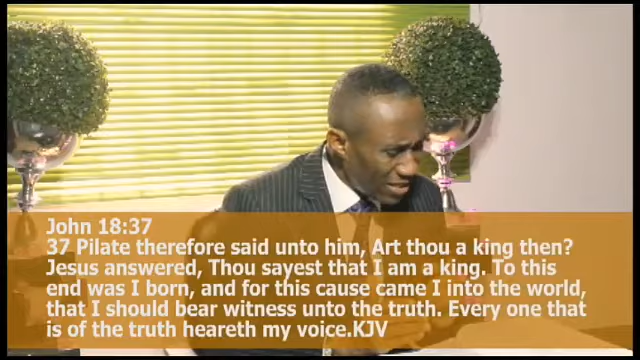 John 18:37
37 Pilate therefore said unto him, Art thou a king then?
Jesus answered, Thou sayest that I am a king. To this
end was I born, and for this cause came I into the world,
that I should bear witness unto the truth. Every one that
is of the truth heareth my voice.KJV